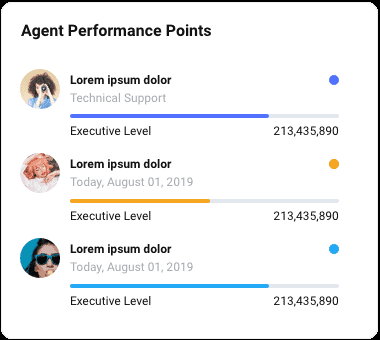 Agent Performance Points
Lorem ipsum dolor
Technical Support
Executive Level 213,435,890
Lorem ipsum dolor
Today, August 01, 2019
Executive Level 213,435,890
Lorem ipsum dolor
Today, August 01, 2019
Executive Level 213,435,890